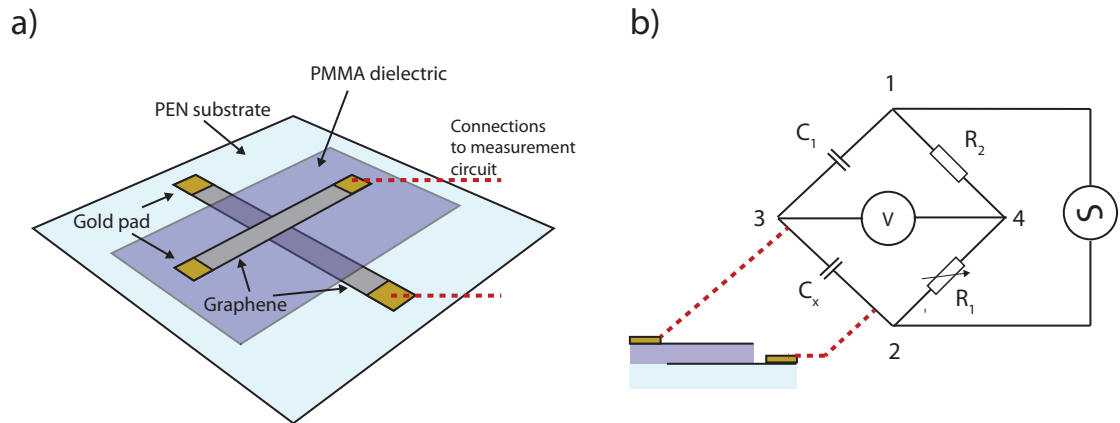 a)
PMMA dielectric
PEN substrate
Connections
to measurement
circuit
Gold pad
Graphene
b)
1
C1
R2
3
V
4
Cx
R1
2